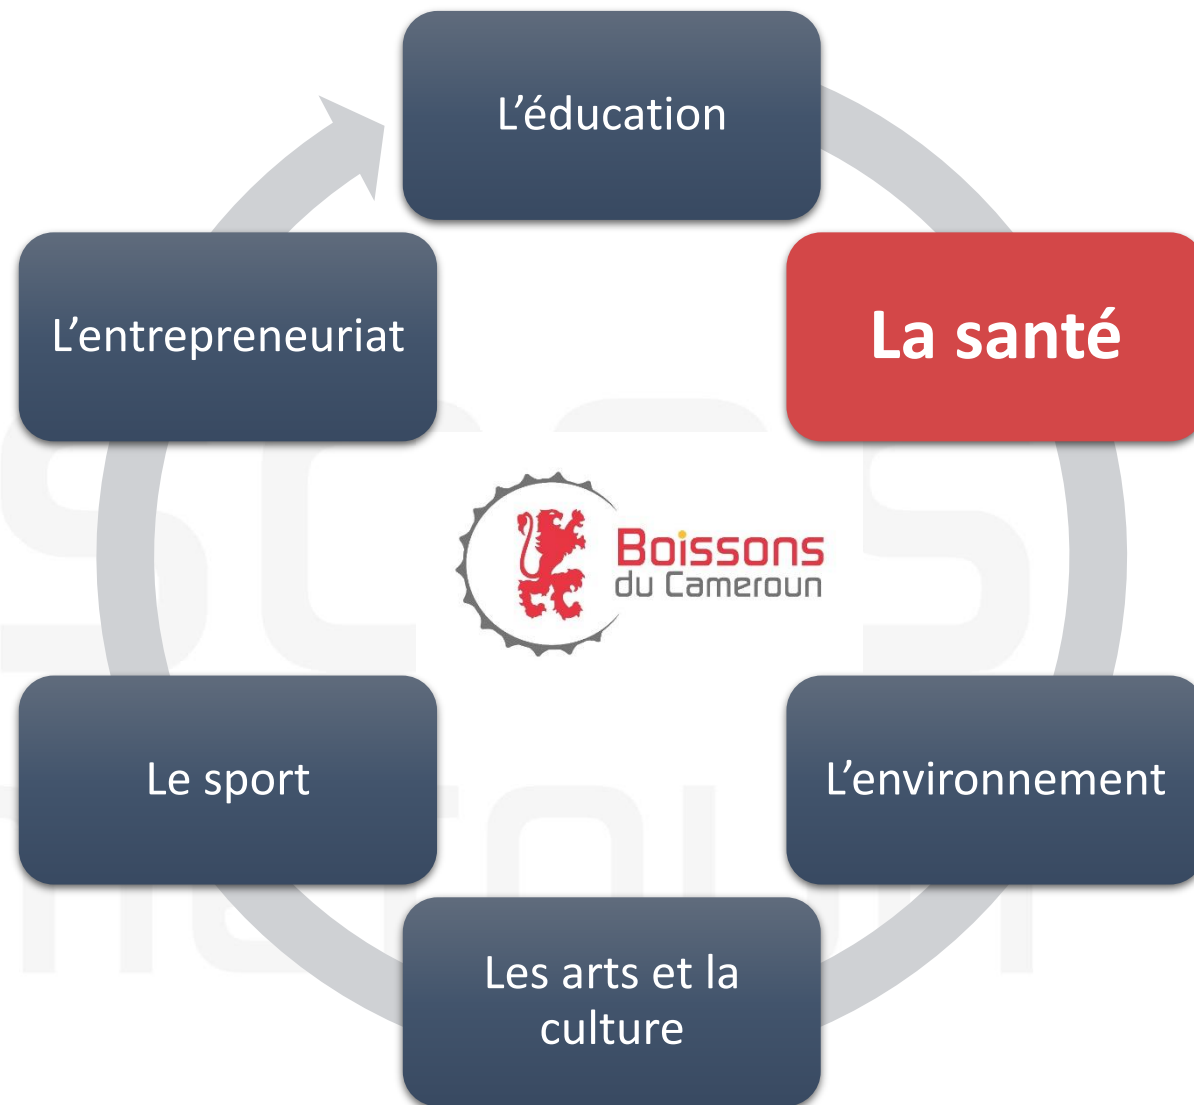 L’éducation
La santé
L’environnement
Les arts et la
culture
Le sport
L’entrepreneuriat
Boissons
du Cameroun